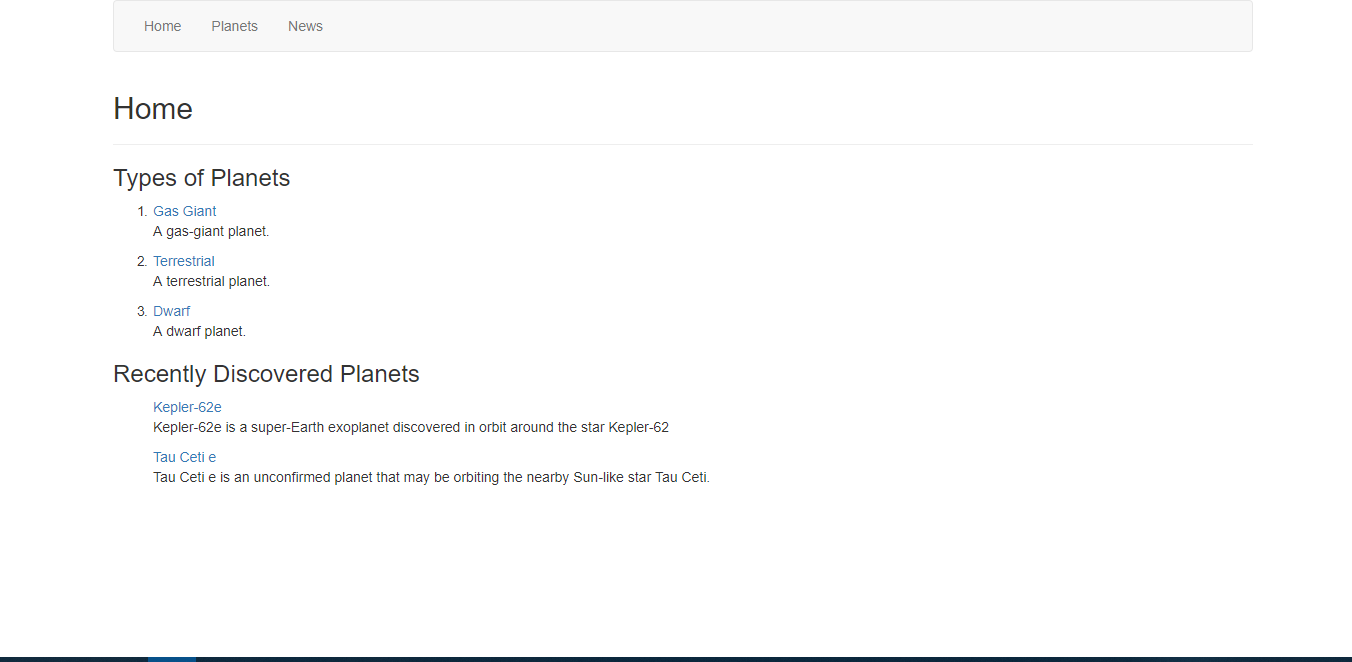 Home Planets News
Home
Types of Planets
1. Gas Giant
A gas-giant planet.
2. Terrestrial
A terrestrial planet.
3. Dwarf
A dwarf planet.
Recently Discovered Planets
Kepler-62e
Kepler-62e is a super-Earth exoplanet discovered in orbit around the star Kepler-62
Tau Ceti e
Tau Ceti e is an unconfirmed planet that may be orbiting the nearby Sun-like star Tau Ceti.